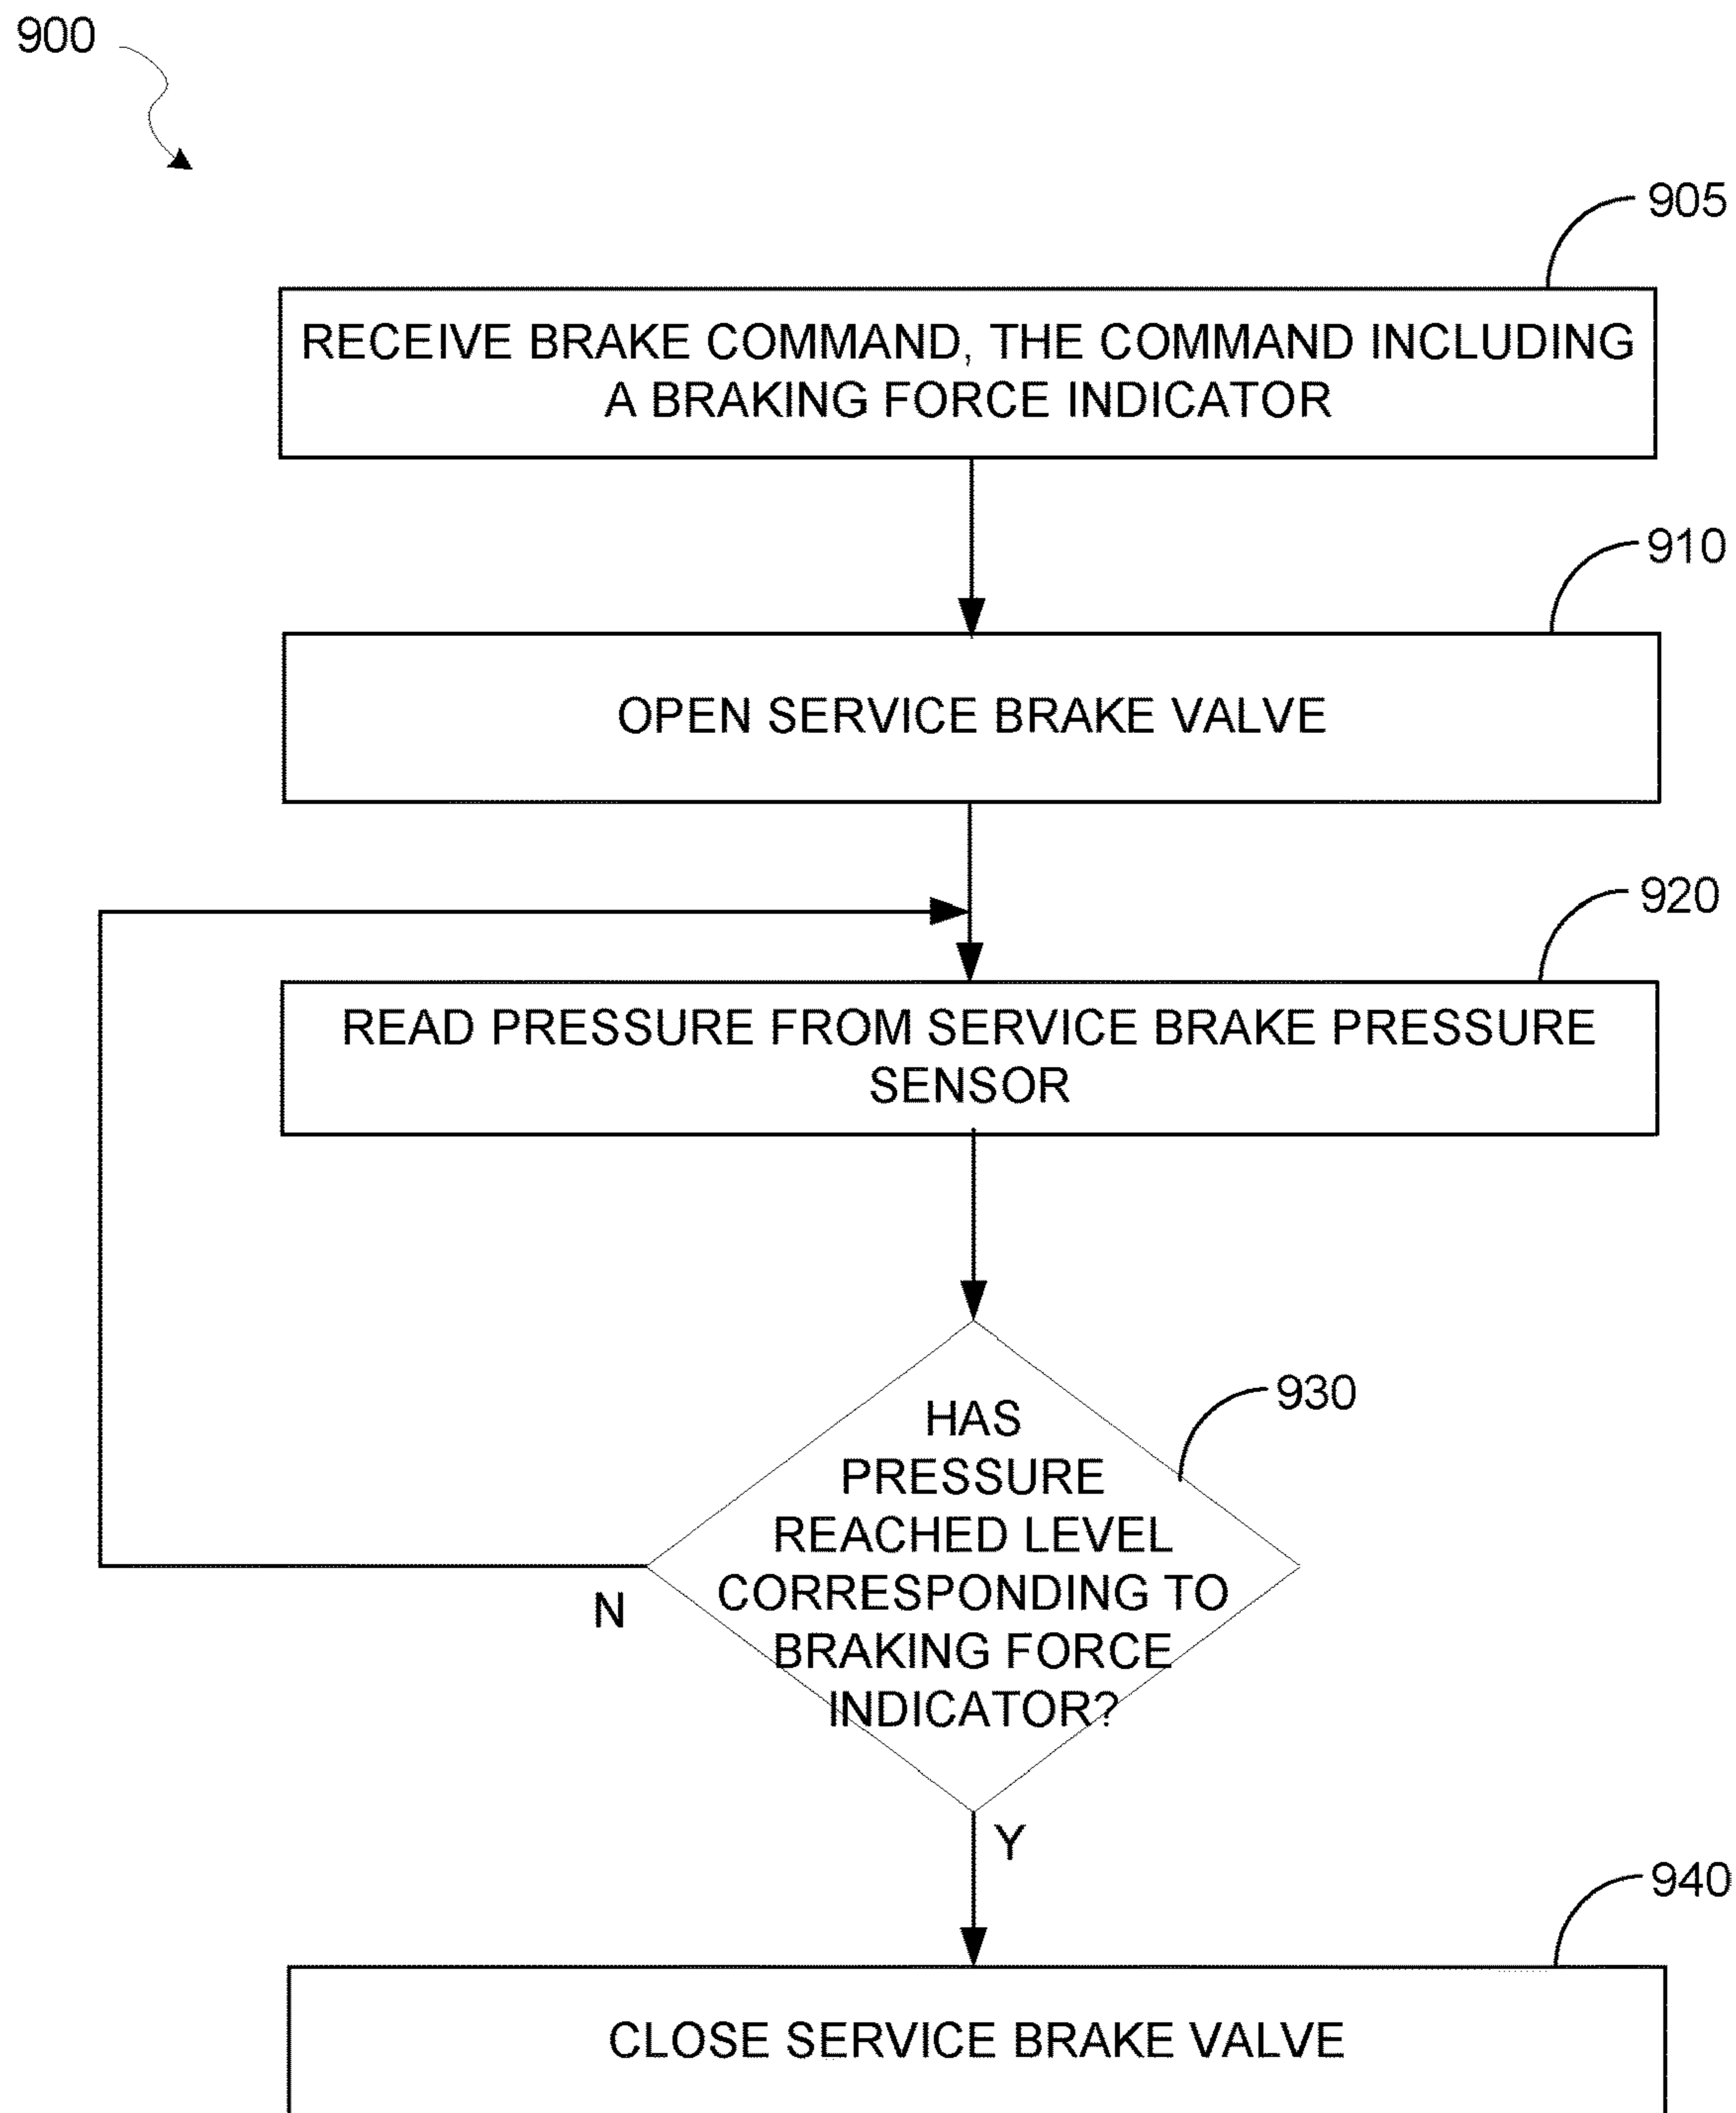 900
905
RECEIVE BRAKE COMMAND, THE COMMAND INCLUDING
A BRAKING FORCE INDICATOR
910
OPEN SERVICE BRAKE VALVE
920
READ PRESSURE FROM SERVICE BRAKE PRESSURE
SENSOR
930
HAS
PRESSURE
REACHED LEVEL
CORRESPONDING TO
BRAKING FORCE
INDICATOR?
N
Y
940
CLOSE SERVICE BRAKE VALVE